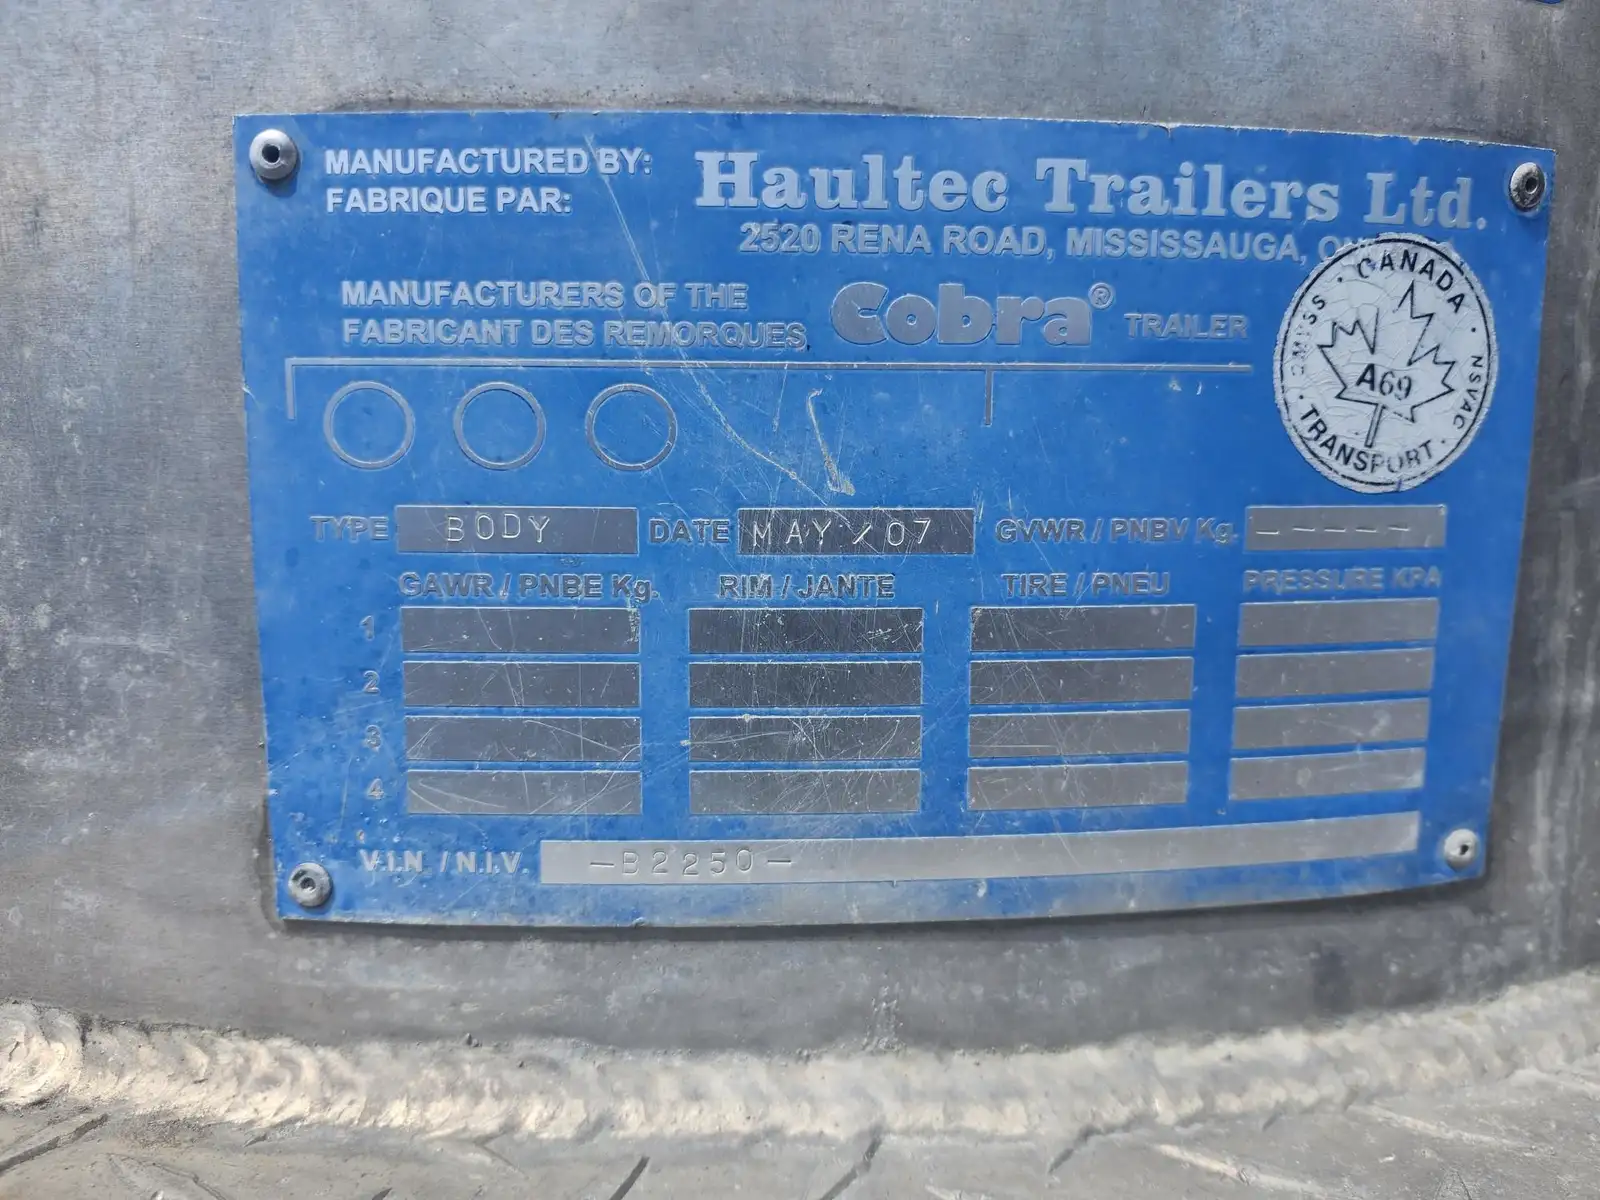 MANUFACTURED BY:
FABRIQUE PAR:
Haultec Trailers Ltd.
2520 RENA ROAD, MISSISSAUGA,
MANUFACTURERS OF THE
FABRICANT DES REMORQUES
Cobra® TRAILER
CANADA
NSVAC
TRANSPORT
CMVSS
A69
TYPE BODY DATE MAY/07 GVWR / PNBV Kg. -----
GAWR / PNBE Kg. RIM / JANTE TIRE / PNEU PRESSURE KPA
1
2
3
4
V.I.N. / N.I.V. -B2250-